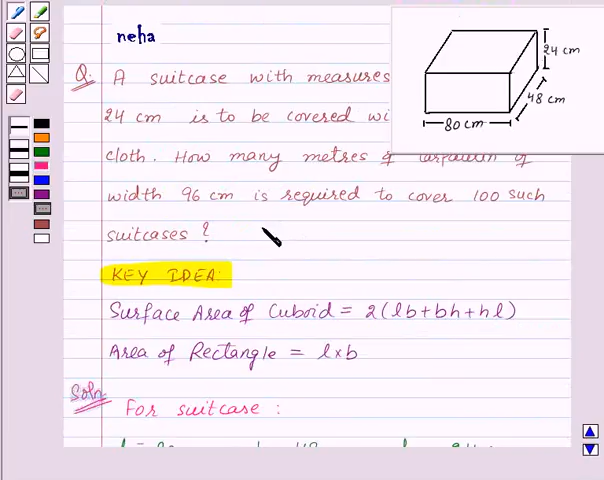 neha
Q. A suitcase with measures
24 cm is to be covered
cloth. How many metres of tarpaulin of
width 96 cm is required to cover 100 such
suitcases ?
KEY IDEA:
Surface Area of Cuboid = 2(lb+bh+hl)
Area of Rectangle = l×b
Soln
For suitcase :
24 cm
48 cm
80 cm